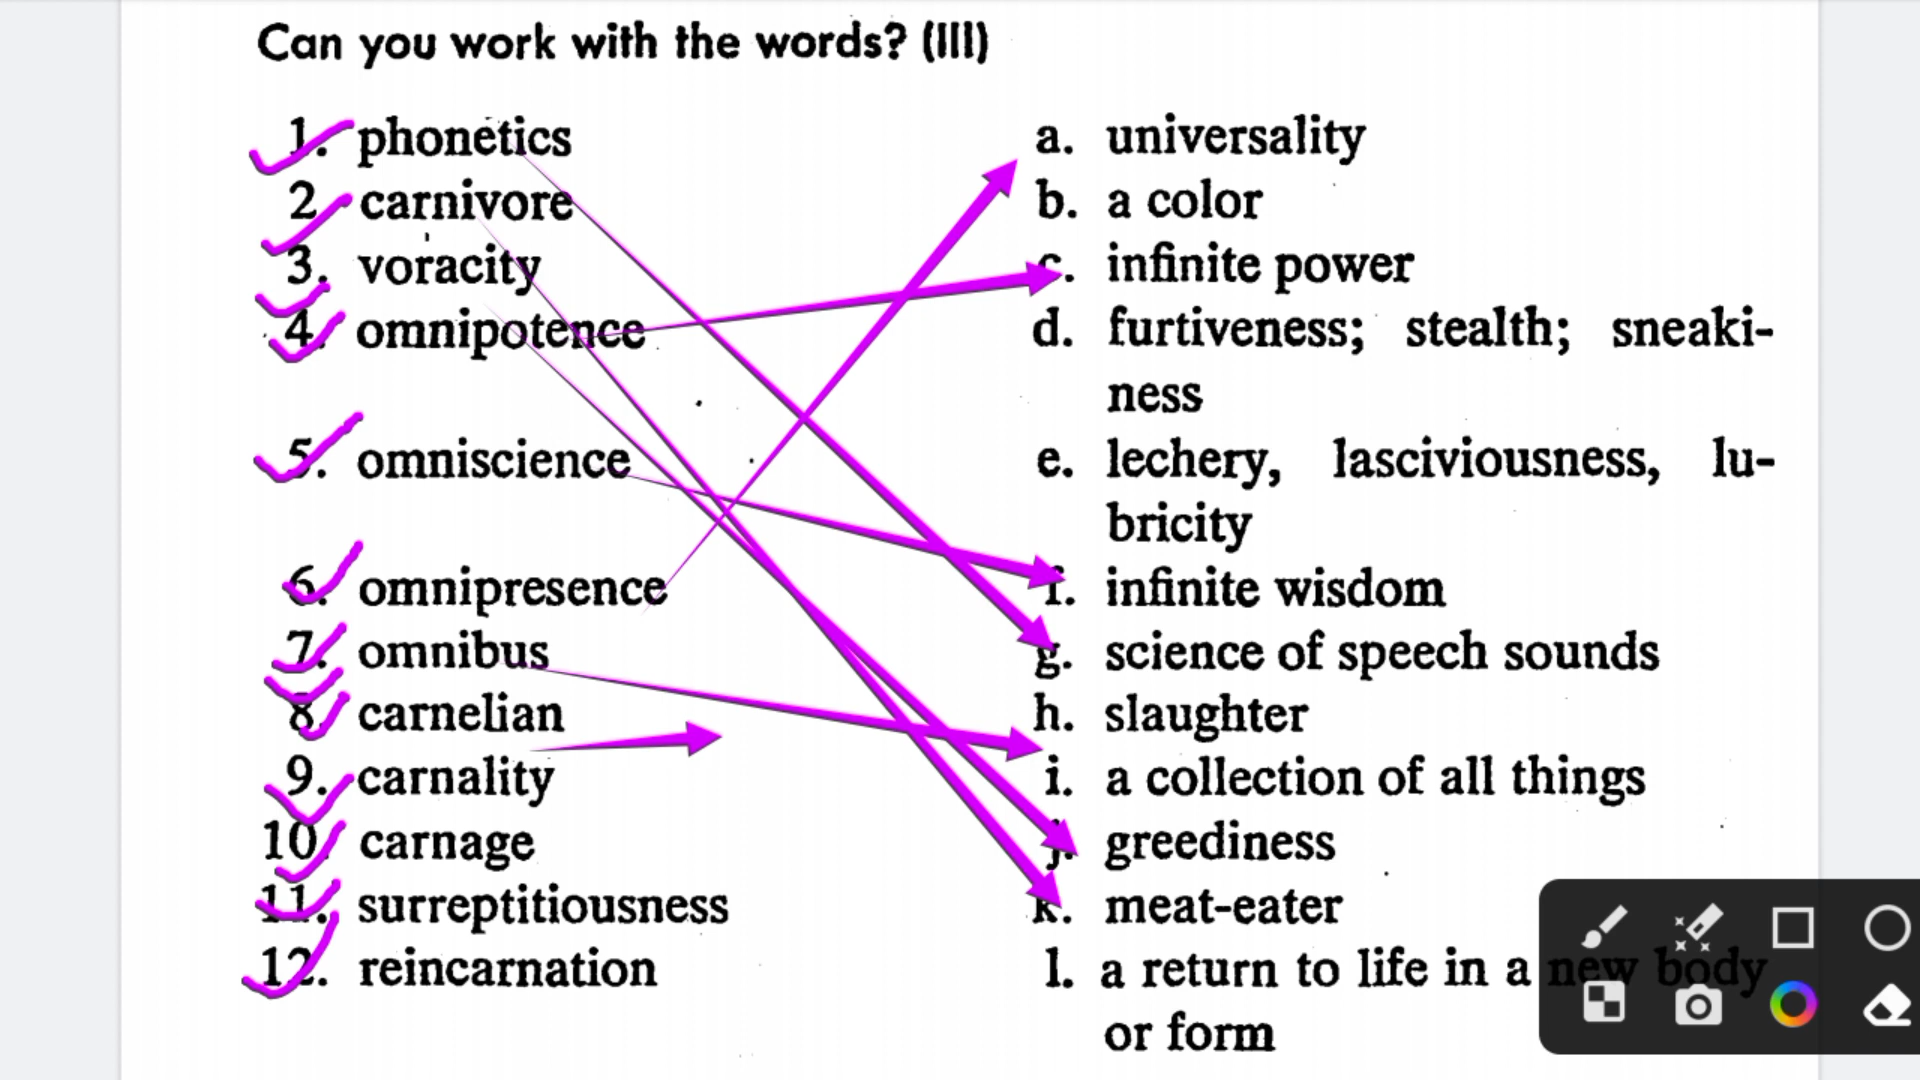 Can you work with the words? (III)
1. phonetics a. universality
2. carnivore b. a color
3. voracity c. infinite power
4. omnipotence d. furtiveness; stealth; sneaki-
ness
5. omniscience e. lechery, lasciviousness, lu-
bricity
6. omnipresence f. infinite wisdom
7. omnibus g. science of speech sounds
8. carnelian h. slaughter
9. carnality i. a collection of all things
10. carnage j. greediness
11. surreptitiousness k. meat-eater
12. reincarnation l. a return to life in a new body
or form